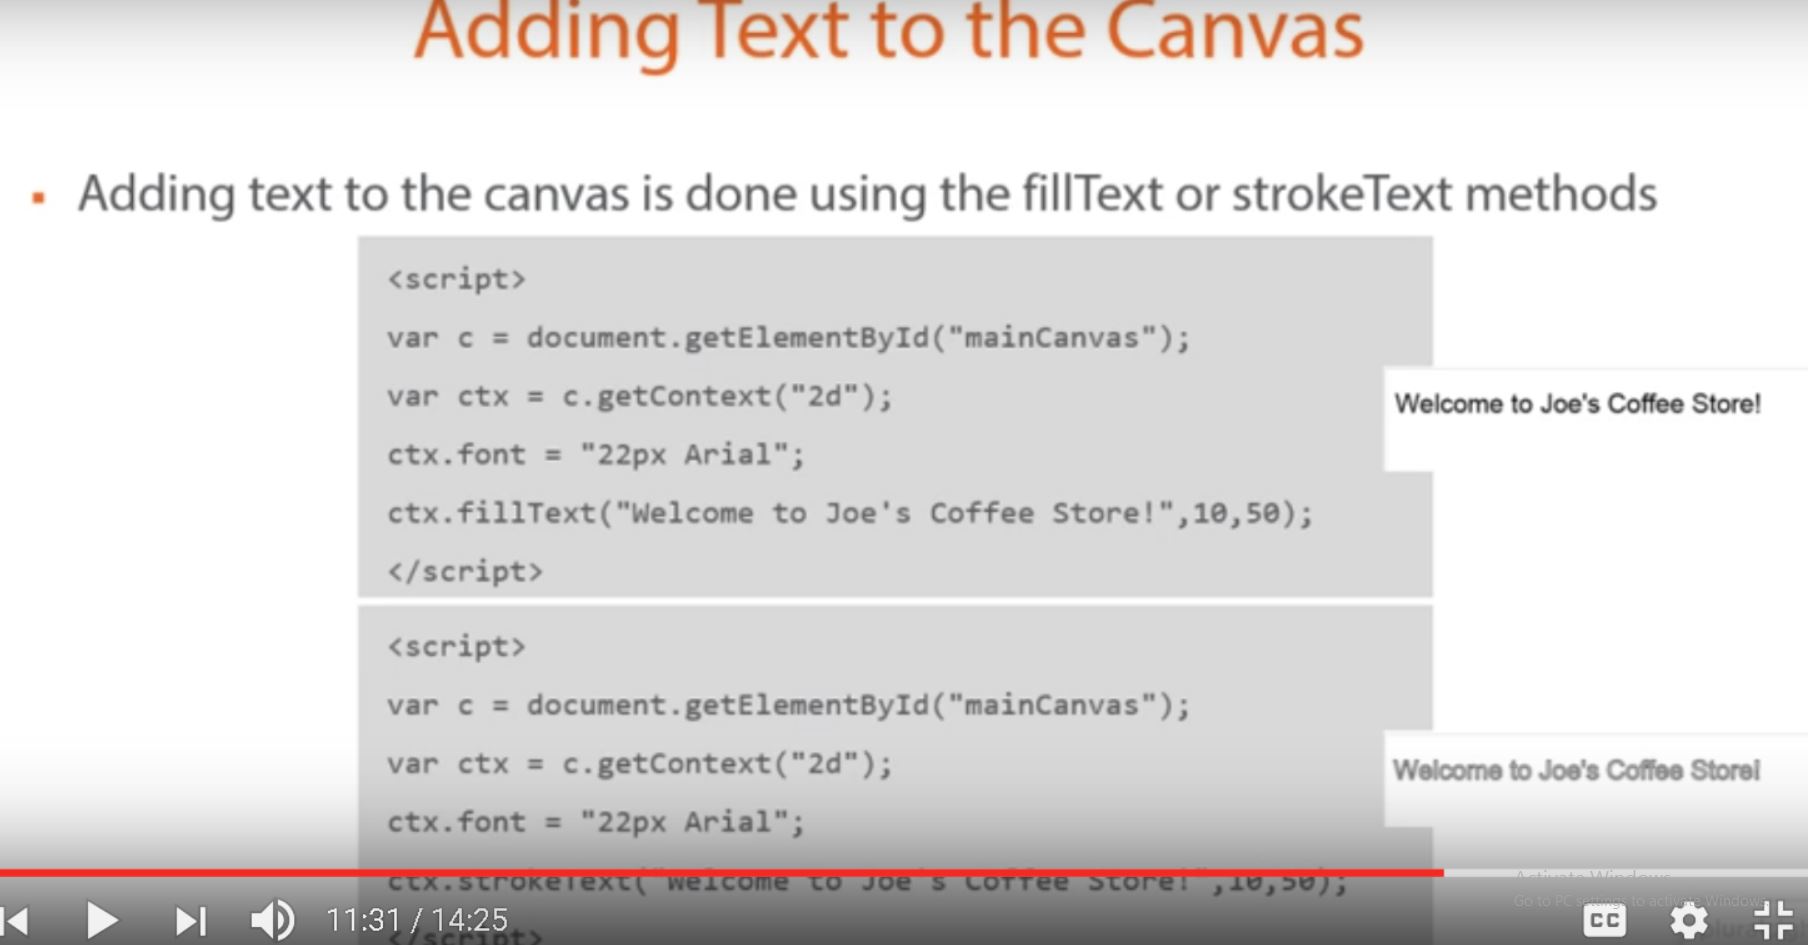 Adding Text to the Canvas
▪ Adding text to the canvas is done using the fillText or strokeText methods
<script>
var c = document.getElementById("mainCanvas");
var ctx = c.getContext("2d");
ctx.font = "22px Arial";
ctx.fillText("Welcome to Joe's Coffee Store!",10,50);
</script>
Welcome to Joe's Coffee Store!
<script>
var c = document.getElementById("mainCanvas");
var ctx = c.getContext("2d");
ctx.font = "22px Arial";
ctx.strokeText("Welcome to Joe's Coffee Store!",10,50);
</script>
Welcome to Joe's Coffee Store!
Activate Windows
Go to PC settings to activate Windows.
11:31 / 14:25
CC